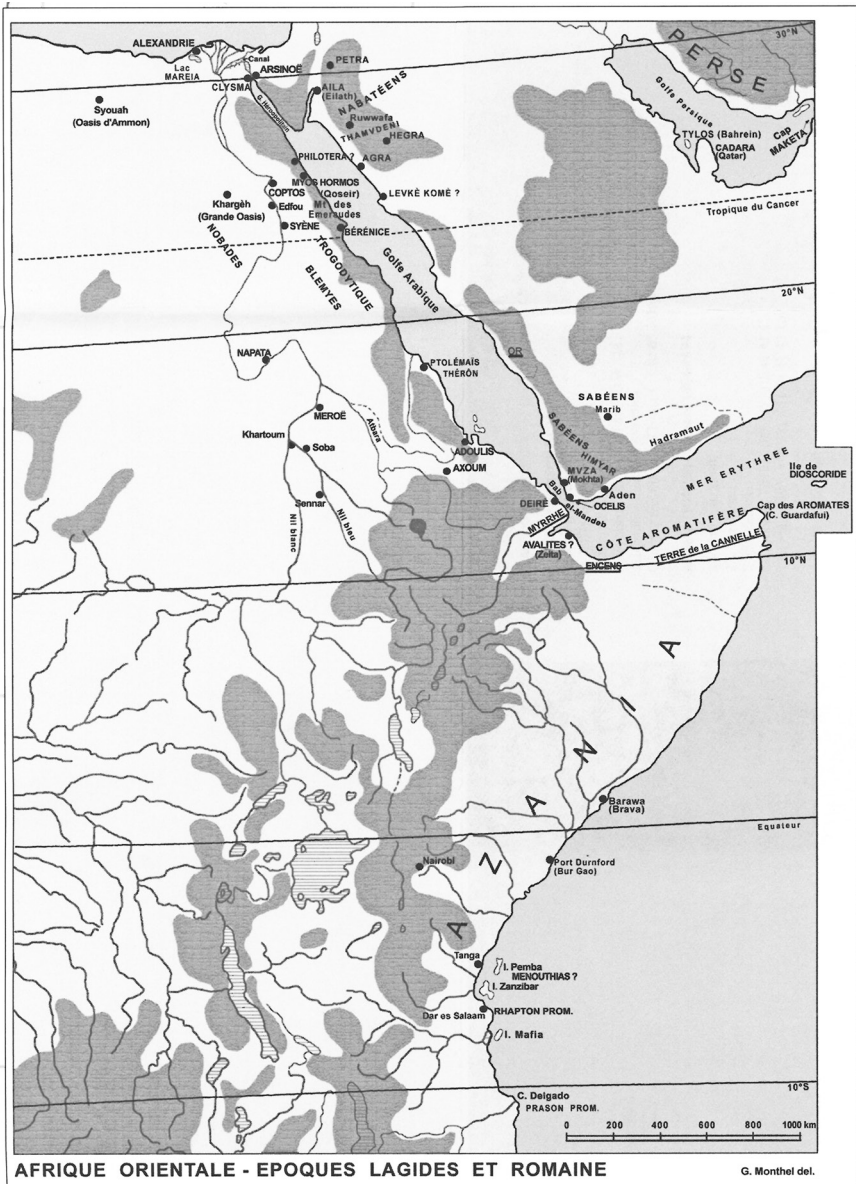 30°N
ALEXANDRIE
Canal
Lac
MAREIA
ARSINOË
CLYSMA
PETRA
PERSE
AILA
(Eilath)
NABATÉENS
Golfe Persique
Syouah
(Oasis d'Ammon)
G. Heroopolitain
Ruwwafa
THAMVDENI
HEGRA
TYLOS (Bahrein)
CADARA
(Qatar)
Cap
MAKETA
PHILOTERA ?
AGRA
MYOS HORMOS
(Qoseir)
COPTOS
Edfou
Mt des
Emeraudes
LEVKÈ KOMÈ ?
Khargèh
(Grande Oasis)
Tropique du Cancer
SYÈNE
BÉRÉNICE
NOBADES
TROGODYTIQUE
BLEMYES
Golfe Arabique
20°N
NAPATA
OR
PTOLÉMAÏS
THÉRÔN
SABÉENS
Marib
MEROË
Atbara
Khartoum
Soba
SABÉENS
HIMYAR
Hadramaut
ADOULIS
AXOUM
MER ERYTHREE
Ile de
DIOSCORIDE
MVZA
(Mokhta)
Aden
OCELIS
Sennar
DEIRÈ
Bab
el-Mandeb
MYRRHE
Cap des AROMATES
(C. Guardafui)
Nil blanc
Nil bleu
AVALITES ?
(Zeila)
CÔTE AROMATIFÈRE
TERRE de la CANNELLE
ENCENS
10°N
AZANIA
Barawa
(Brava)
Equateur
Nairobi
Port Durnford
(Bur Gao)
Tanga
I. Pemba
MENOUTHIAS ?
I. Zanzibar
Dar es Salaam
RHAPTON PROM.
I. Mafia
10°S
C. Delgado
PRASON PROM.
0 200 400 600 800 1000 km
AFRIQUE ORIENTALE - EPOQUES LAGIDES ET ROMAINE
G. Monthel del.